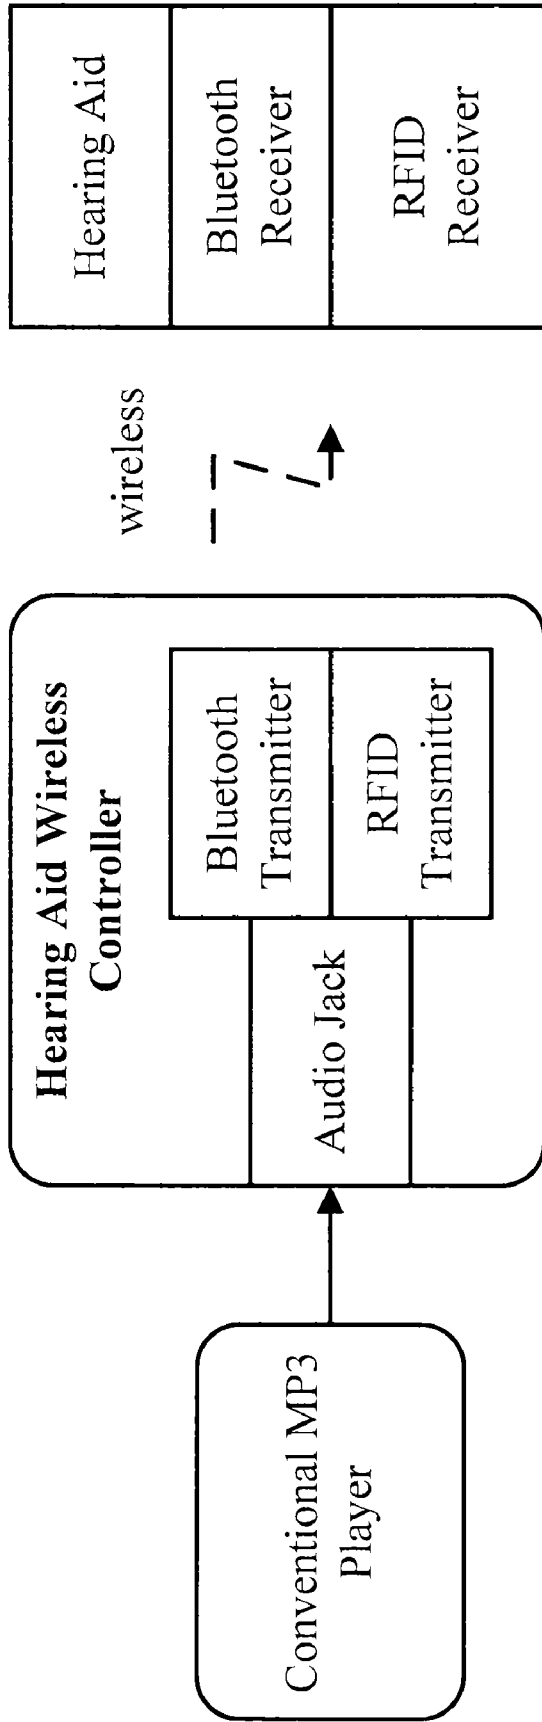 Conventional MP3
Player
Hearing Aid Wireless
Controller
Audio Jack
Bluetooth
Transmitter
RFID
Transmitter
wireless
Hearing Aid
Bluetooth
Receiver
RFID
Receiver